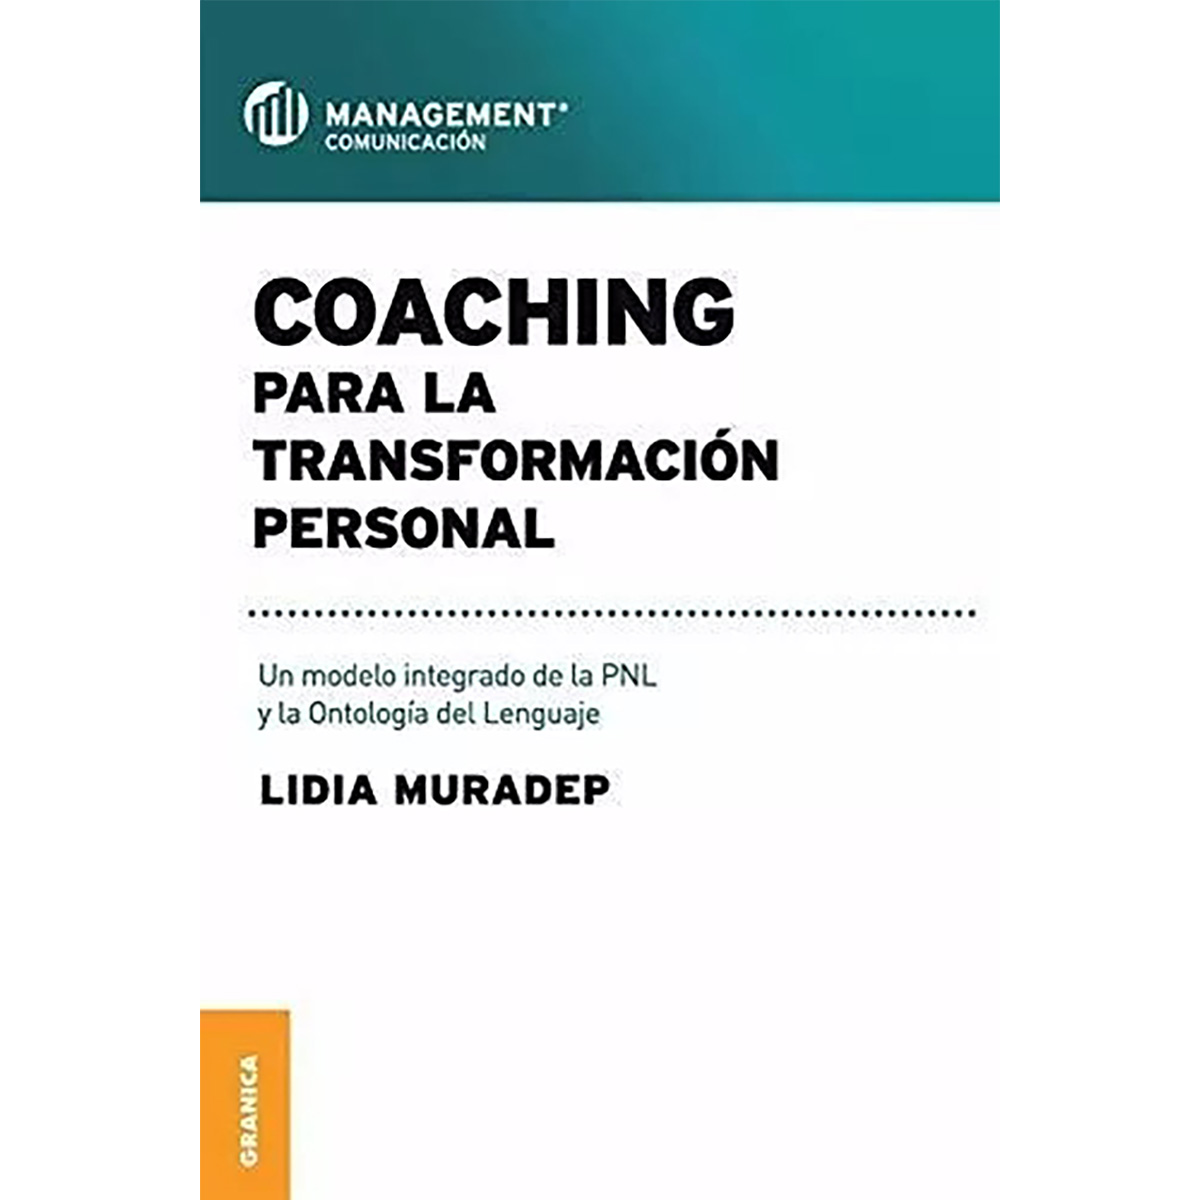 MANAGEMENT®
COMUNICACIÓN
COACHING
PARA LA
TRANSFORMACIÓN
PERSONAL
Un modelo integrado de la PNL
y la Ontología del Lenguaje
LIDIA MURADEP
GRANICA